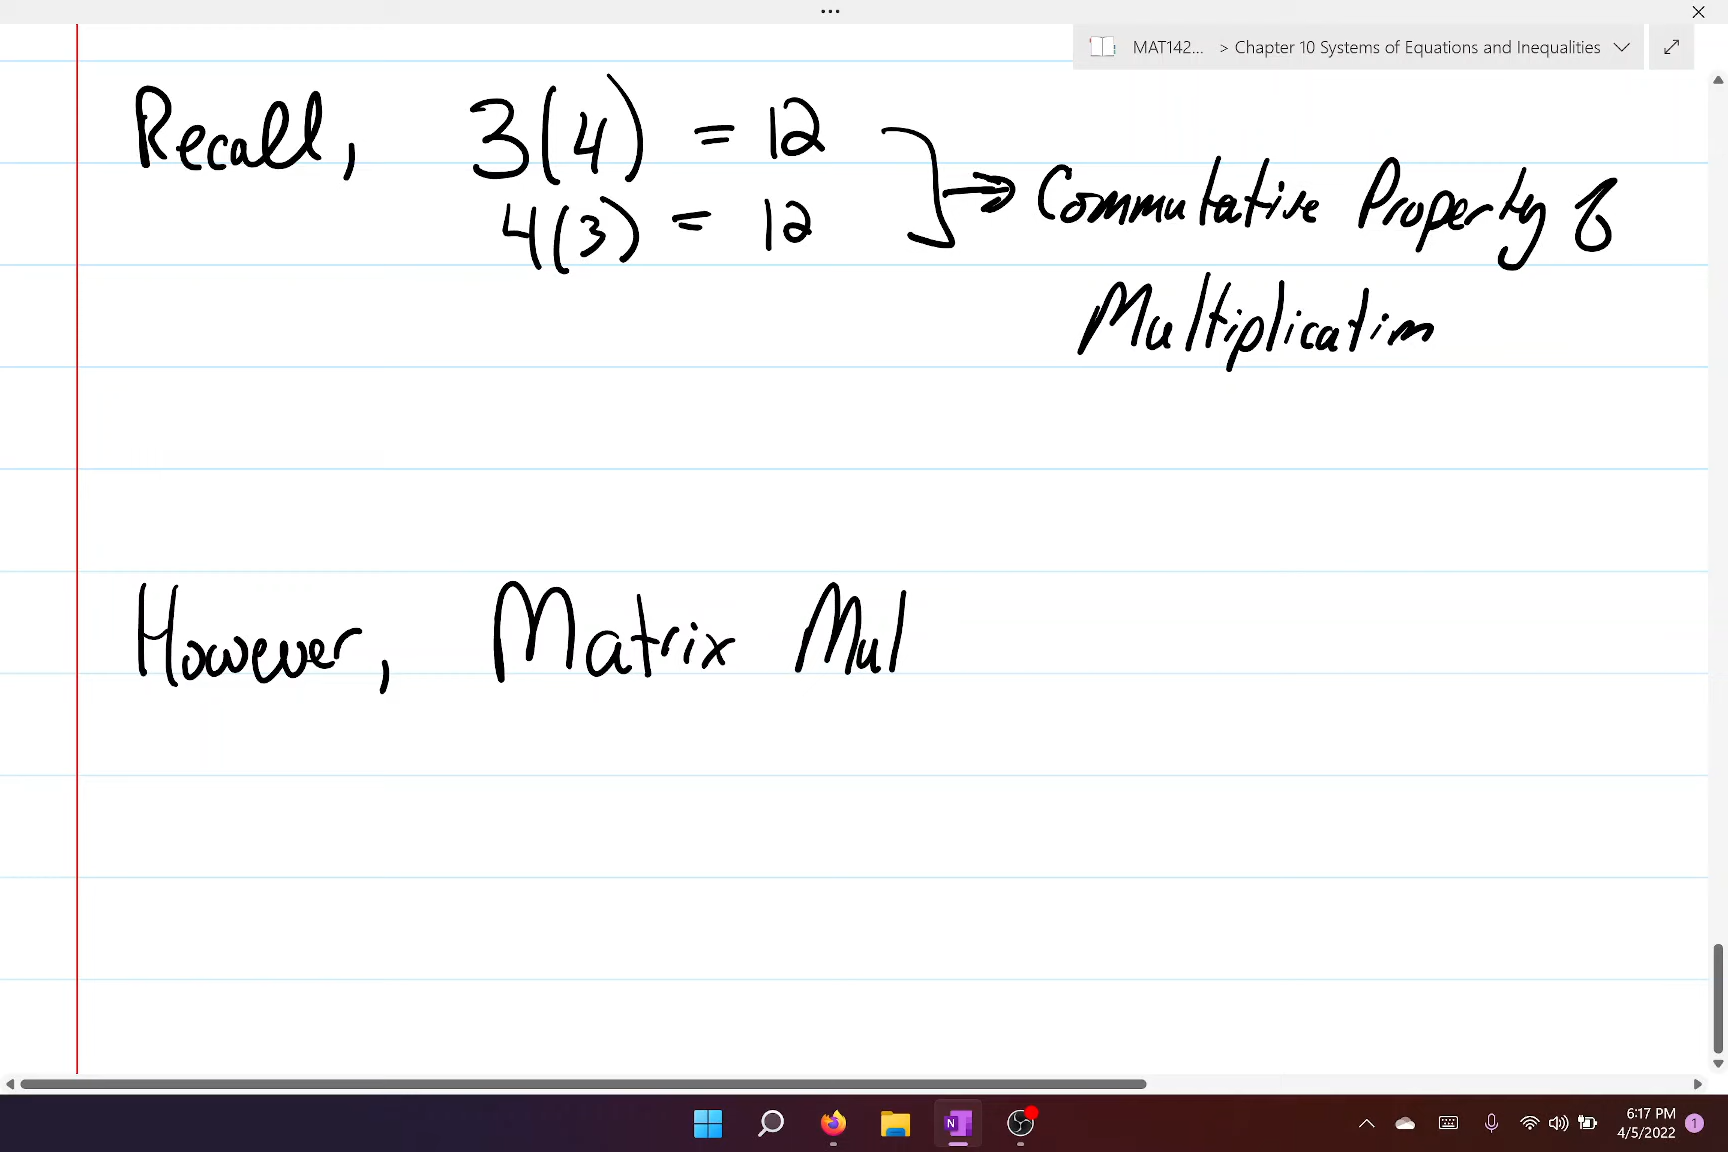 MAT142... > Chapter 10 Systems of Equations and Inequalities
Recall, 3(4) = 12
4(3) = 12
Commutative Property of
Multiplication
However, Matrix Mul
6:17 PM
4/5/2022
1